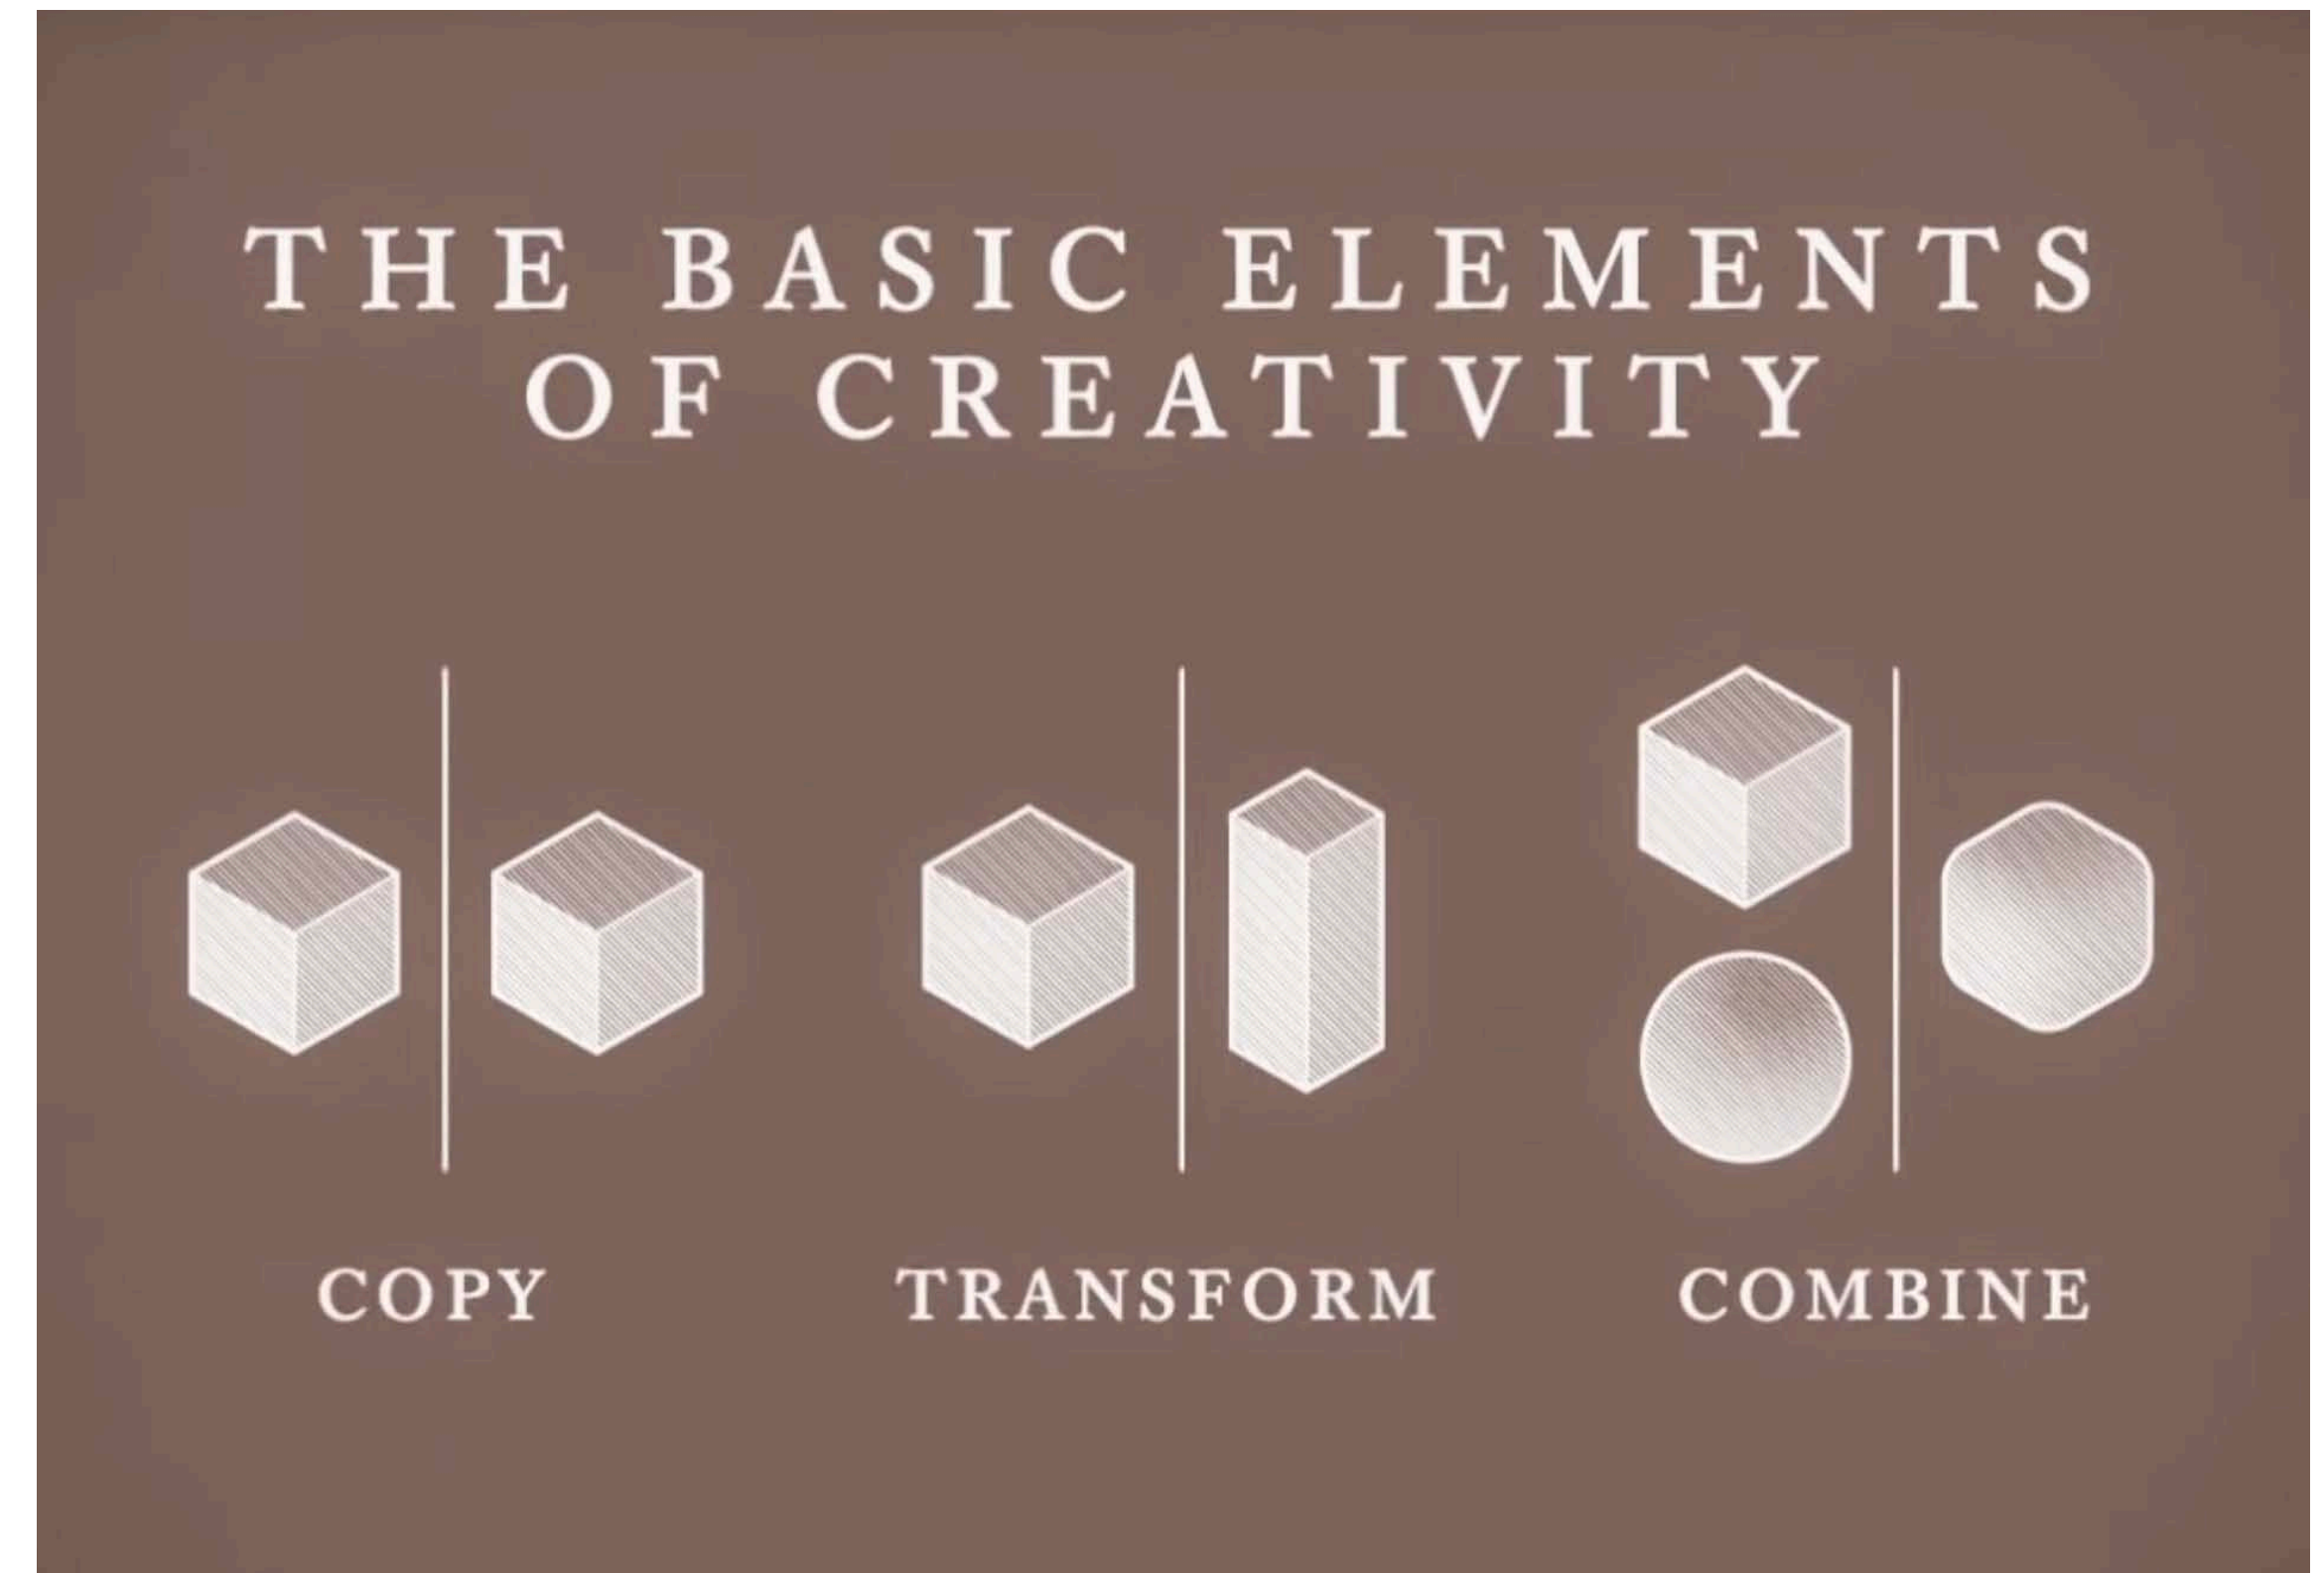 THE BASIC ELEMENTS
OF CREATIVITY
COPY
TRANSFORM
COMBINE